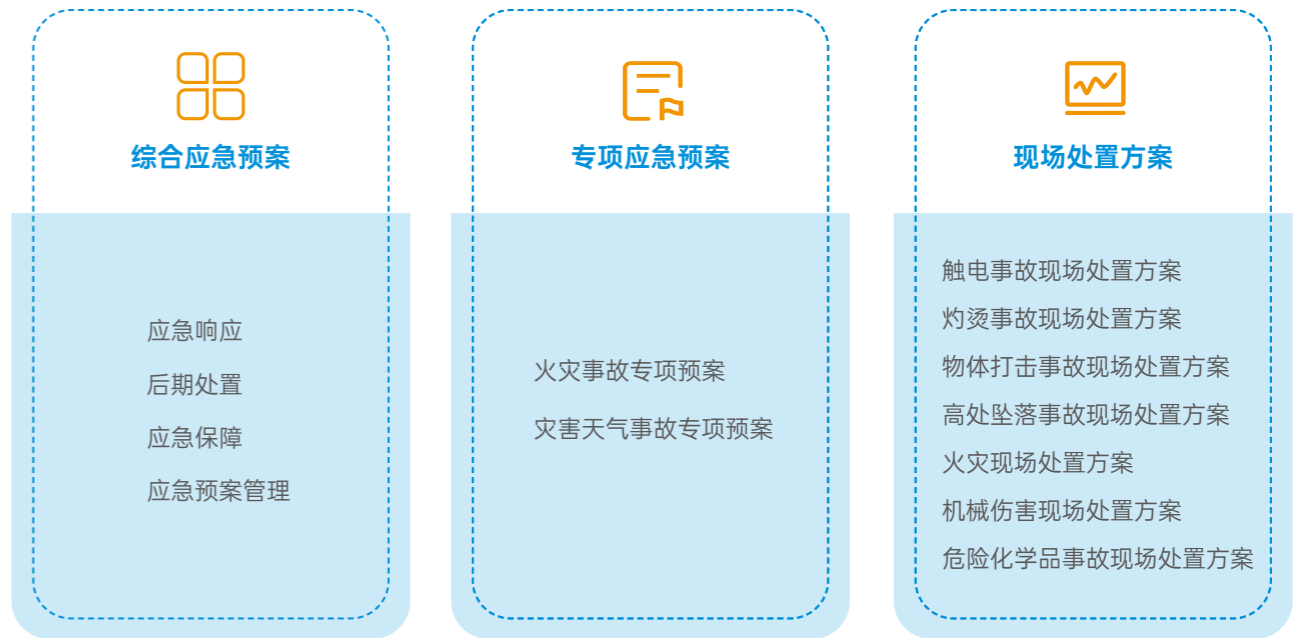 综合应急预案
应急响应
后期处置
应急保障
应急预案管理
专项应急预案
火灾事故专项预案
灾害天气事故专项预案
现场处置方案
触电事故现场处置方案
灼烫事故现场处置方案
物体打击事故现场处置方案
高处坠落事故现场处置方案
火灾现场处置方案
机械伤害现场处置方案
危险化学品事故现场处置方案